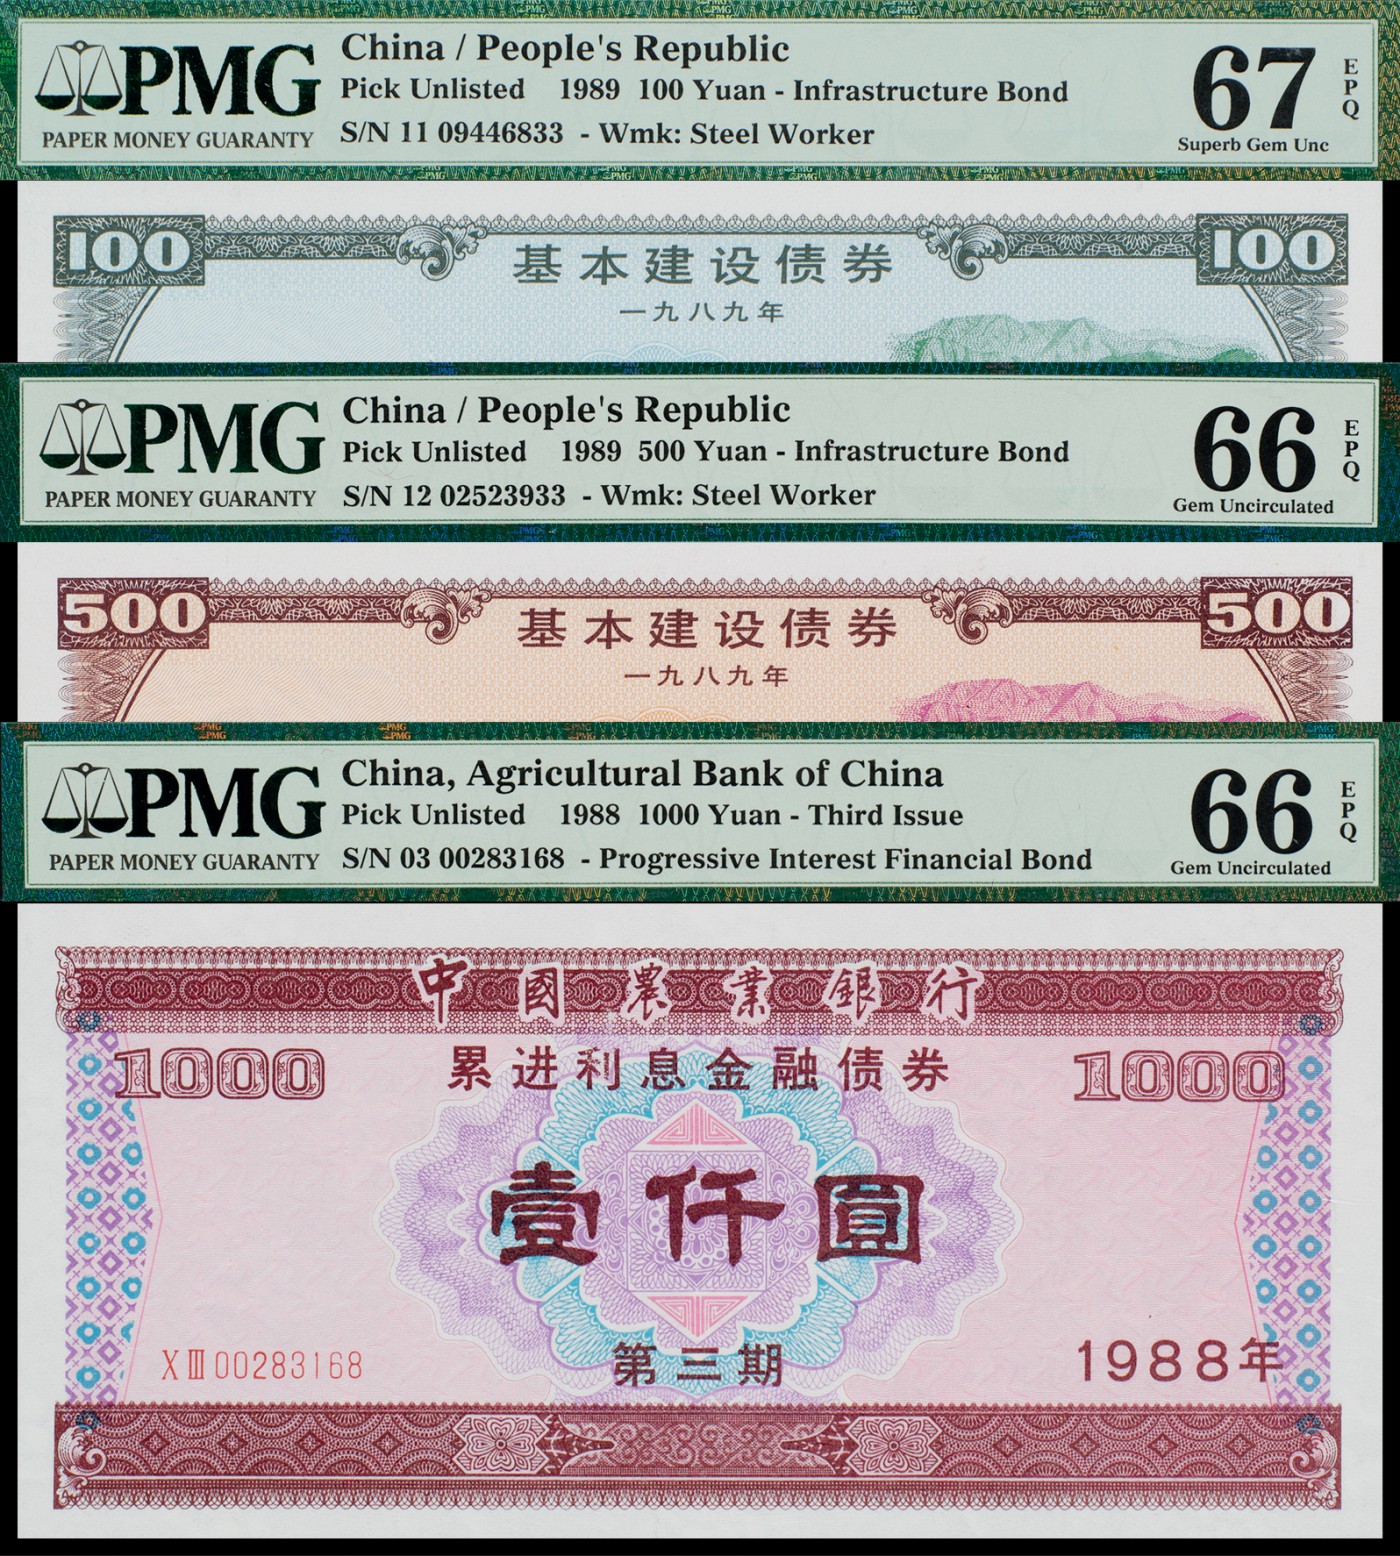 PMG
PAPER MONEY GUARANTY
China / People's Republic
Pick Unlisted 1989 100 Yuan - Infrastructure Bond
S/N 11 09446833 - Wmk: Steel Worker
67
EPQ
Superb Gem Unc
100
基本建设债券
100
一九八九年
PMG
PAPER MONEY GUARANTY
China / People's Republic
Pick Unlisted 1989 500 Yuan - Infrastructure Bond
S/N 12 02523933 - Wmk: Steel Worker
66
EPQ
Gem Uncirculated
500
基本建设债券
500
一九八九年
PMG
PAPER MONEY GUARANTY
China, Agricultural Bank of China
Pick Unlisted 1988 1000 Yuan - Third Issue
S/N 03 00283168 - Progressive Interest Financial Bond
66
EPQ
Gem Uncirculated
中國農業銀行
1000
累进利息金融债券
1000
壹仟圓
XIII 00283168
第三期
1988年